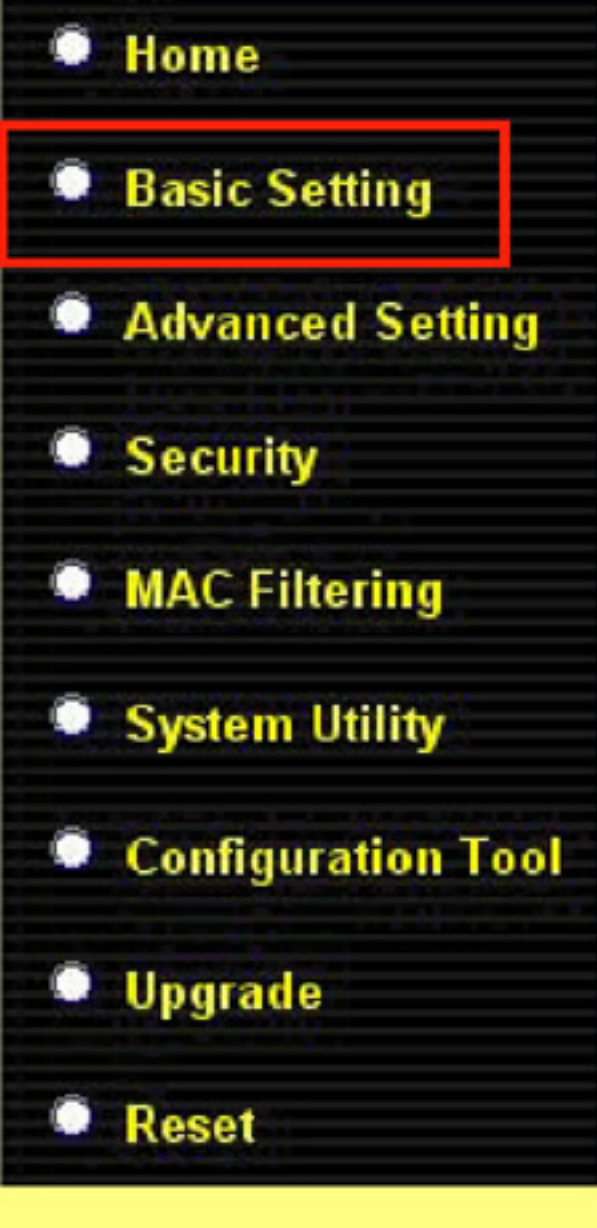 Home
Basic Setting
Advanced Setting
Security
MAC Filtering
System Utility
Configuration Tool
Upgrade
Reset